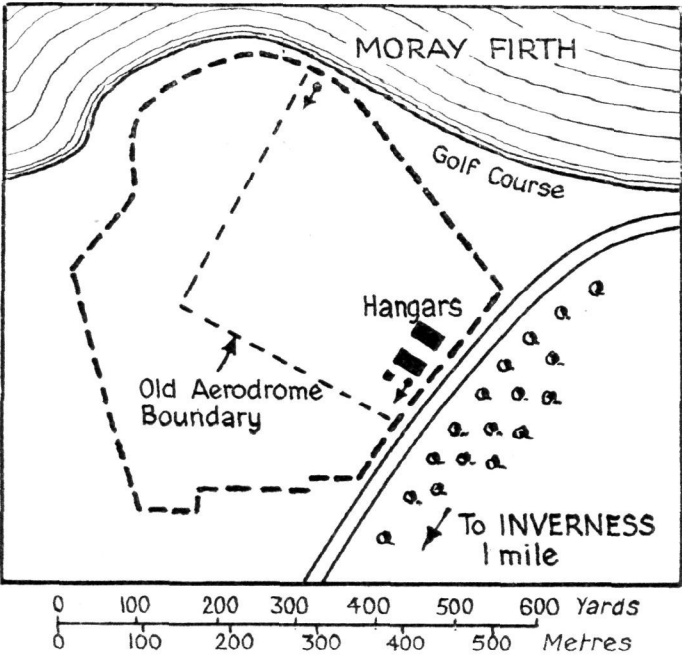 MORAY FIRTH
Golf Course
Hangars
Old Aerodrome
Boundary
To INVERNESS
1 mile
0 100 200 300 400 500 600 Yards
0 100 200 300 400 500 Metres